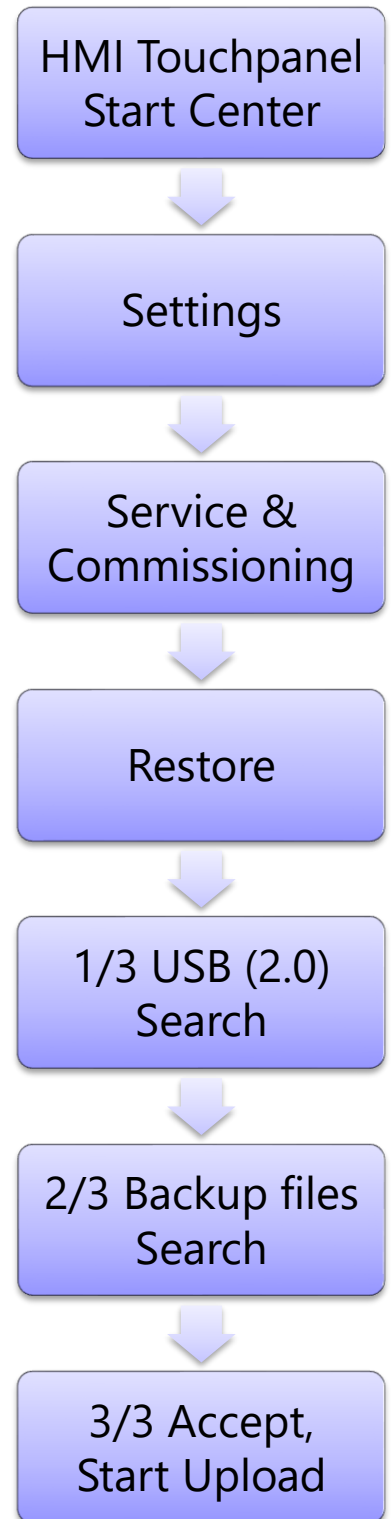 HMI Touchpanel
Start Center
Settings
Service &
Commissioning
Restore
1/3 USB (2.0)
Search
2/3 Backup files
Search
3/3 Accept,
Start Upload